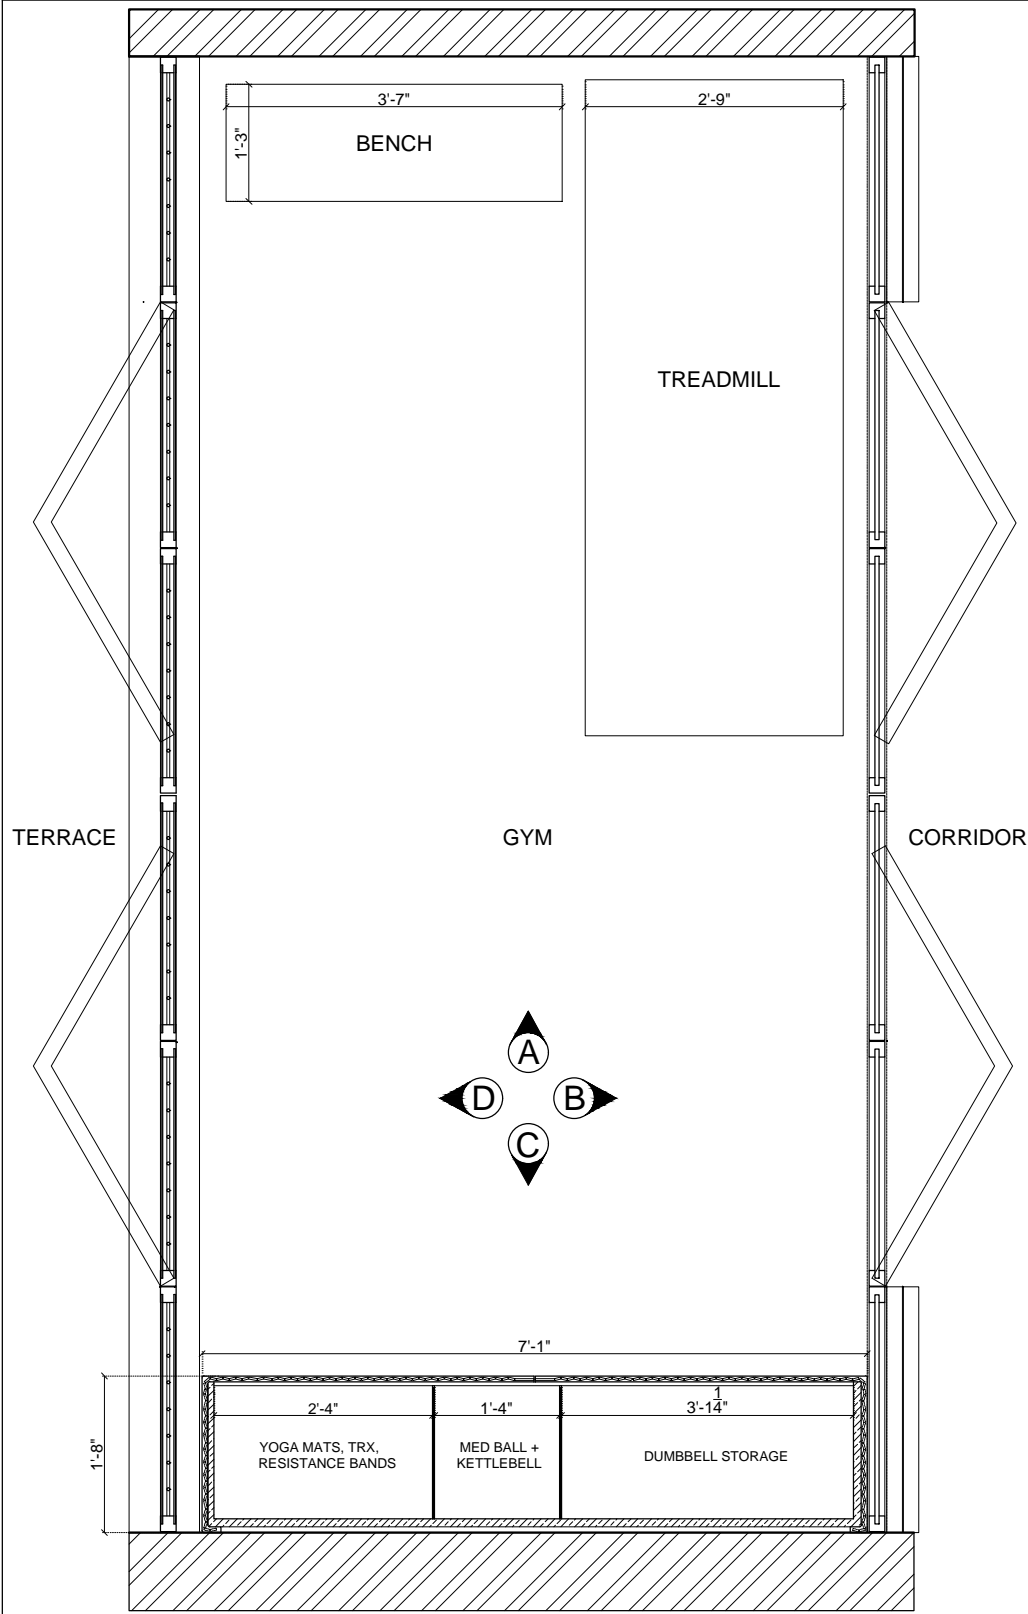 3'-7"
2'-9"
1'-3"
BENCH
TREADMILL
TERRACE
GYM
CORRIDOR
A
D
B
C
7'-1"
1'-8"
2'-4"
1'-4"
3'-1 1/4"
YOGA MATS, TRX,
RESISTANCE BANDS
MED BALL +
KETTLEBELL
DUMBBELL STORAGE